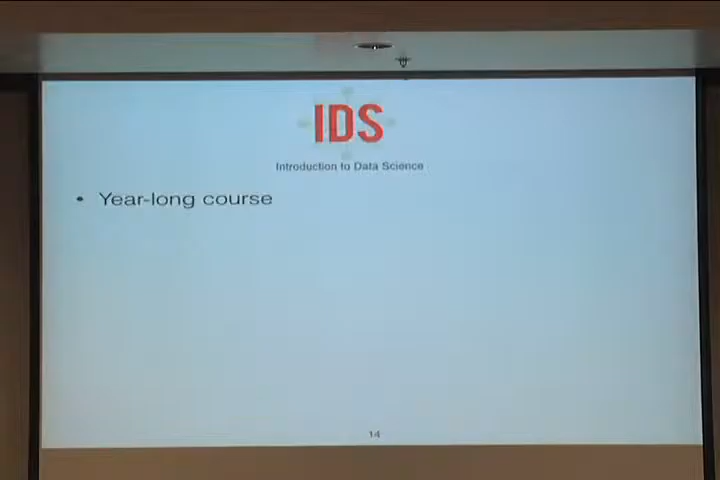 IDS
Introduction to Data Science
• Year-long course
14